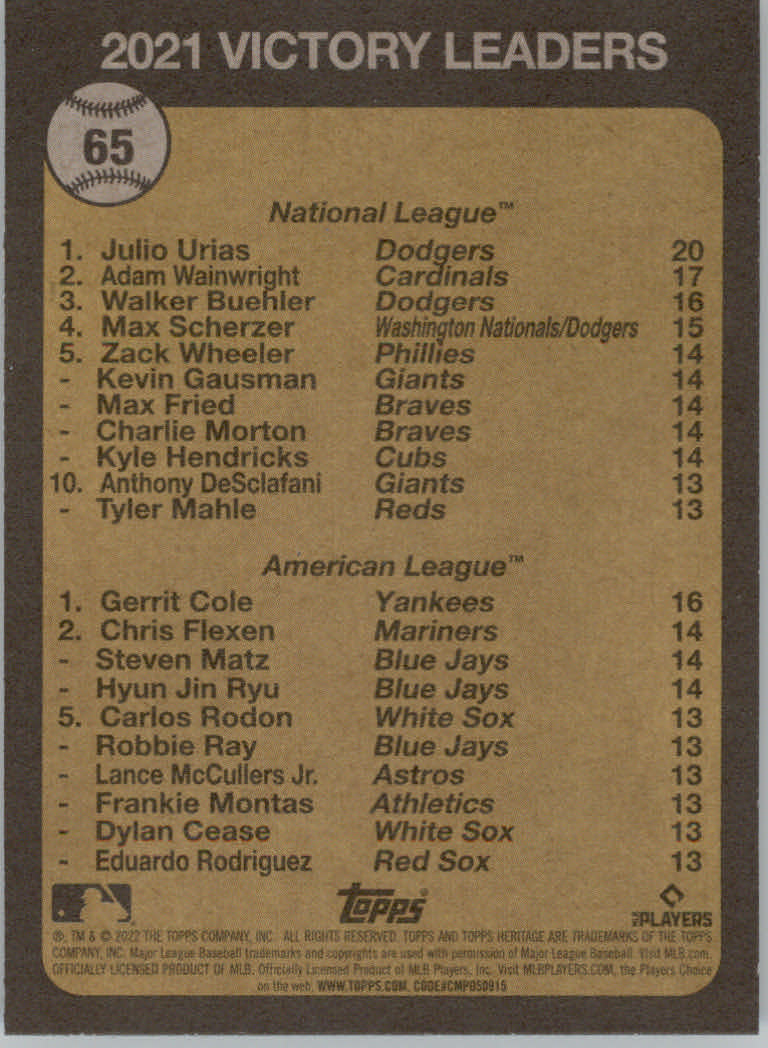 2021 VICTORY LEADERS
65
National League™
1. Julio Urias Dodgers 20
2. Adam Wainwright Cardinals 17
3. Walker Buehler Dodgers 16
4. Max Scherzer Washington Nationals/Dodgers 15
5. Zack Wheeler Phillies 14
- Kevin Gausman Giants 14
- Max Fried Braves 14
- Charlie Morton Braves 14
- Kyle Hendricks Cubs 14
10. Anthony DeSclafani Giants 13
- Tyler Mahle Reds 13
American League™
1. Gerrit Cole Yankees 16
2. Chris Flexen Mariners 14
- Steven Matz Blue Jays 14
- Hyun Jin Ryu Blue Jays 14
5. Carlos Rodon White Sox 13
- Robbie Ray Blue Jays 13
- Lance McCullers Jr. Astros 13
- Frankie Montas Athletics 13
- Dylan Cease White Sox 13
- Eduardo Rodriguez Red Sox 13
Topps®
MLB PLAYERS
®, TM & © 2022 THE TOPPS COMPANY, INC. ALL RIGHTS RESERVED. TOPPS AND TOPPS HERITAGE ARE TRADEMARKS OF THE TOPPS
COMPANY, INC. Major League Baseball trademarks and copyrights are used with permission of Major League Baseball. Visit MLB.com.
OFFICIALLY LICENSED PRODUCT OF MLB. Officially Licensed Product of MLB Players, Inc. Visit MLBPLAYERS.COM, the Players Choice
on the web. WWW.TOPPS.COM. CODE#CMP050915